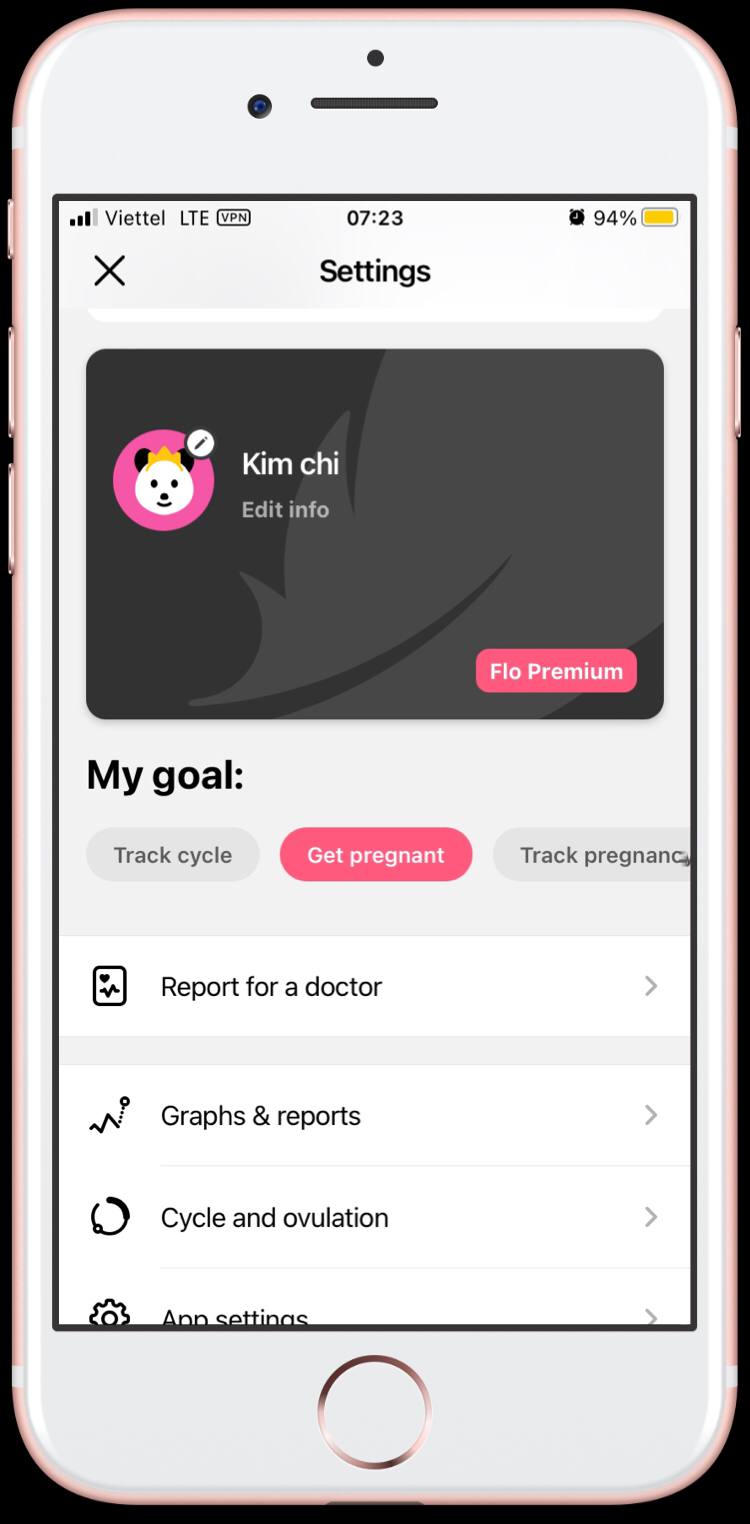 Viettel LTE VPN 07:23 94%
Settings
Kim chi
Edit info
Flo Premium
My goal:
Track cycle Get pregnant Track pregnanc
Report for a doctor
Graphs & reports
Cycle and ovulation
App settings